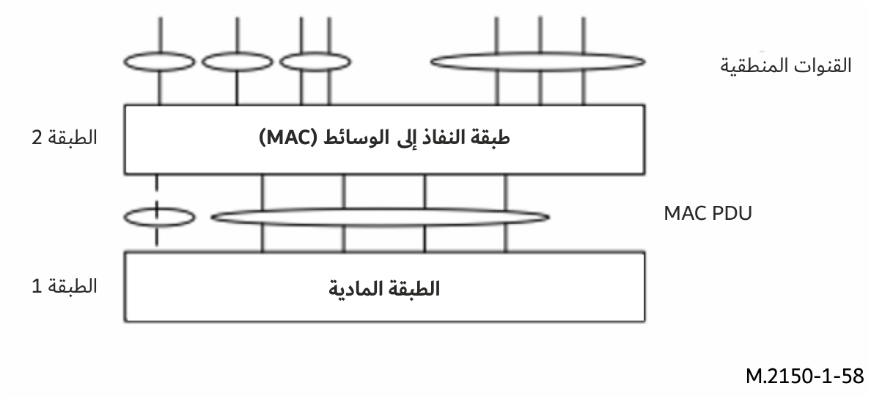 القنوات المنطقية
طبقة النفاذ إلى الوسائط (MAC)
الطبقة 2
MAC PDU
الطبقة المادية
الطبقة 1
M.2150-1-58